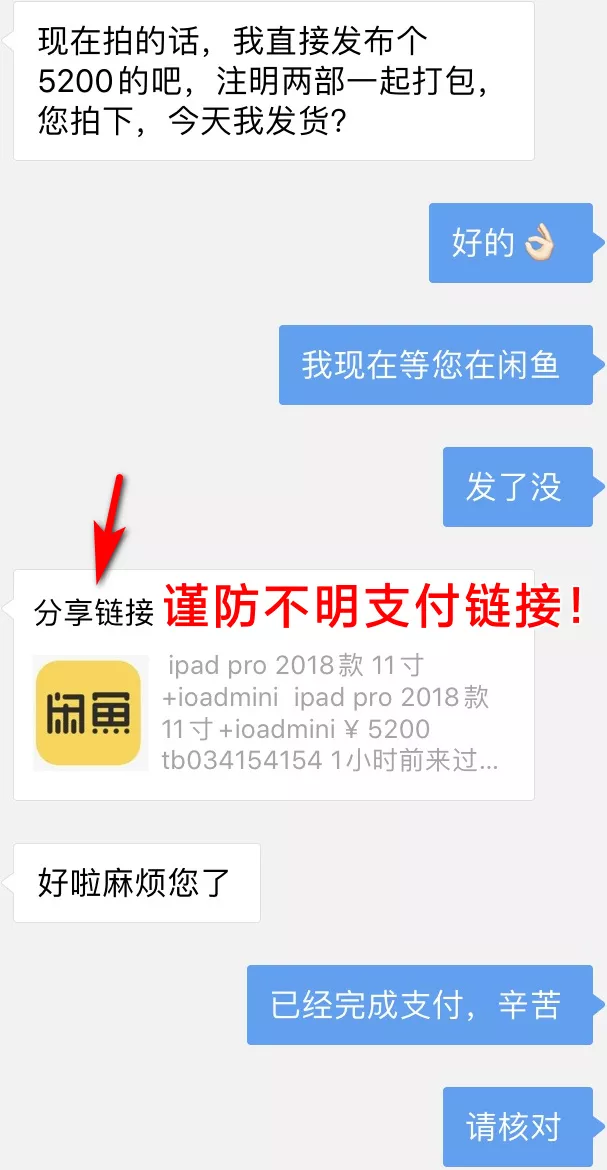 现在拍的话，我直接发布个
5200的吧，注明两部一起打包，
您拍下，今天我发货？
好的👌🏻
我现在等您在闲鱼
发了没
分享链接 谨防不明支付链接！
闲魚
ipad pro 2018款 11寸
+ioadmini ipad pro 2018款
11寸+ioadmini ¥ 5200
tb034154154 1小时前来过...
好啦麻烦您了
已经完成支付，辛苦
请核对